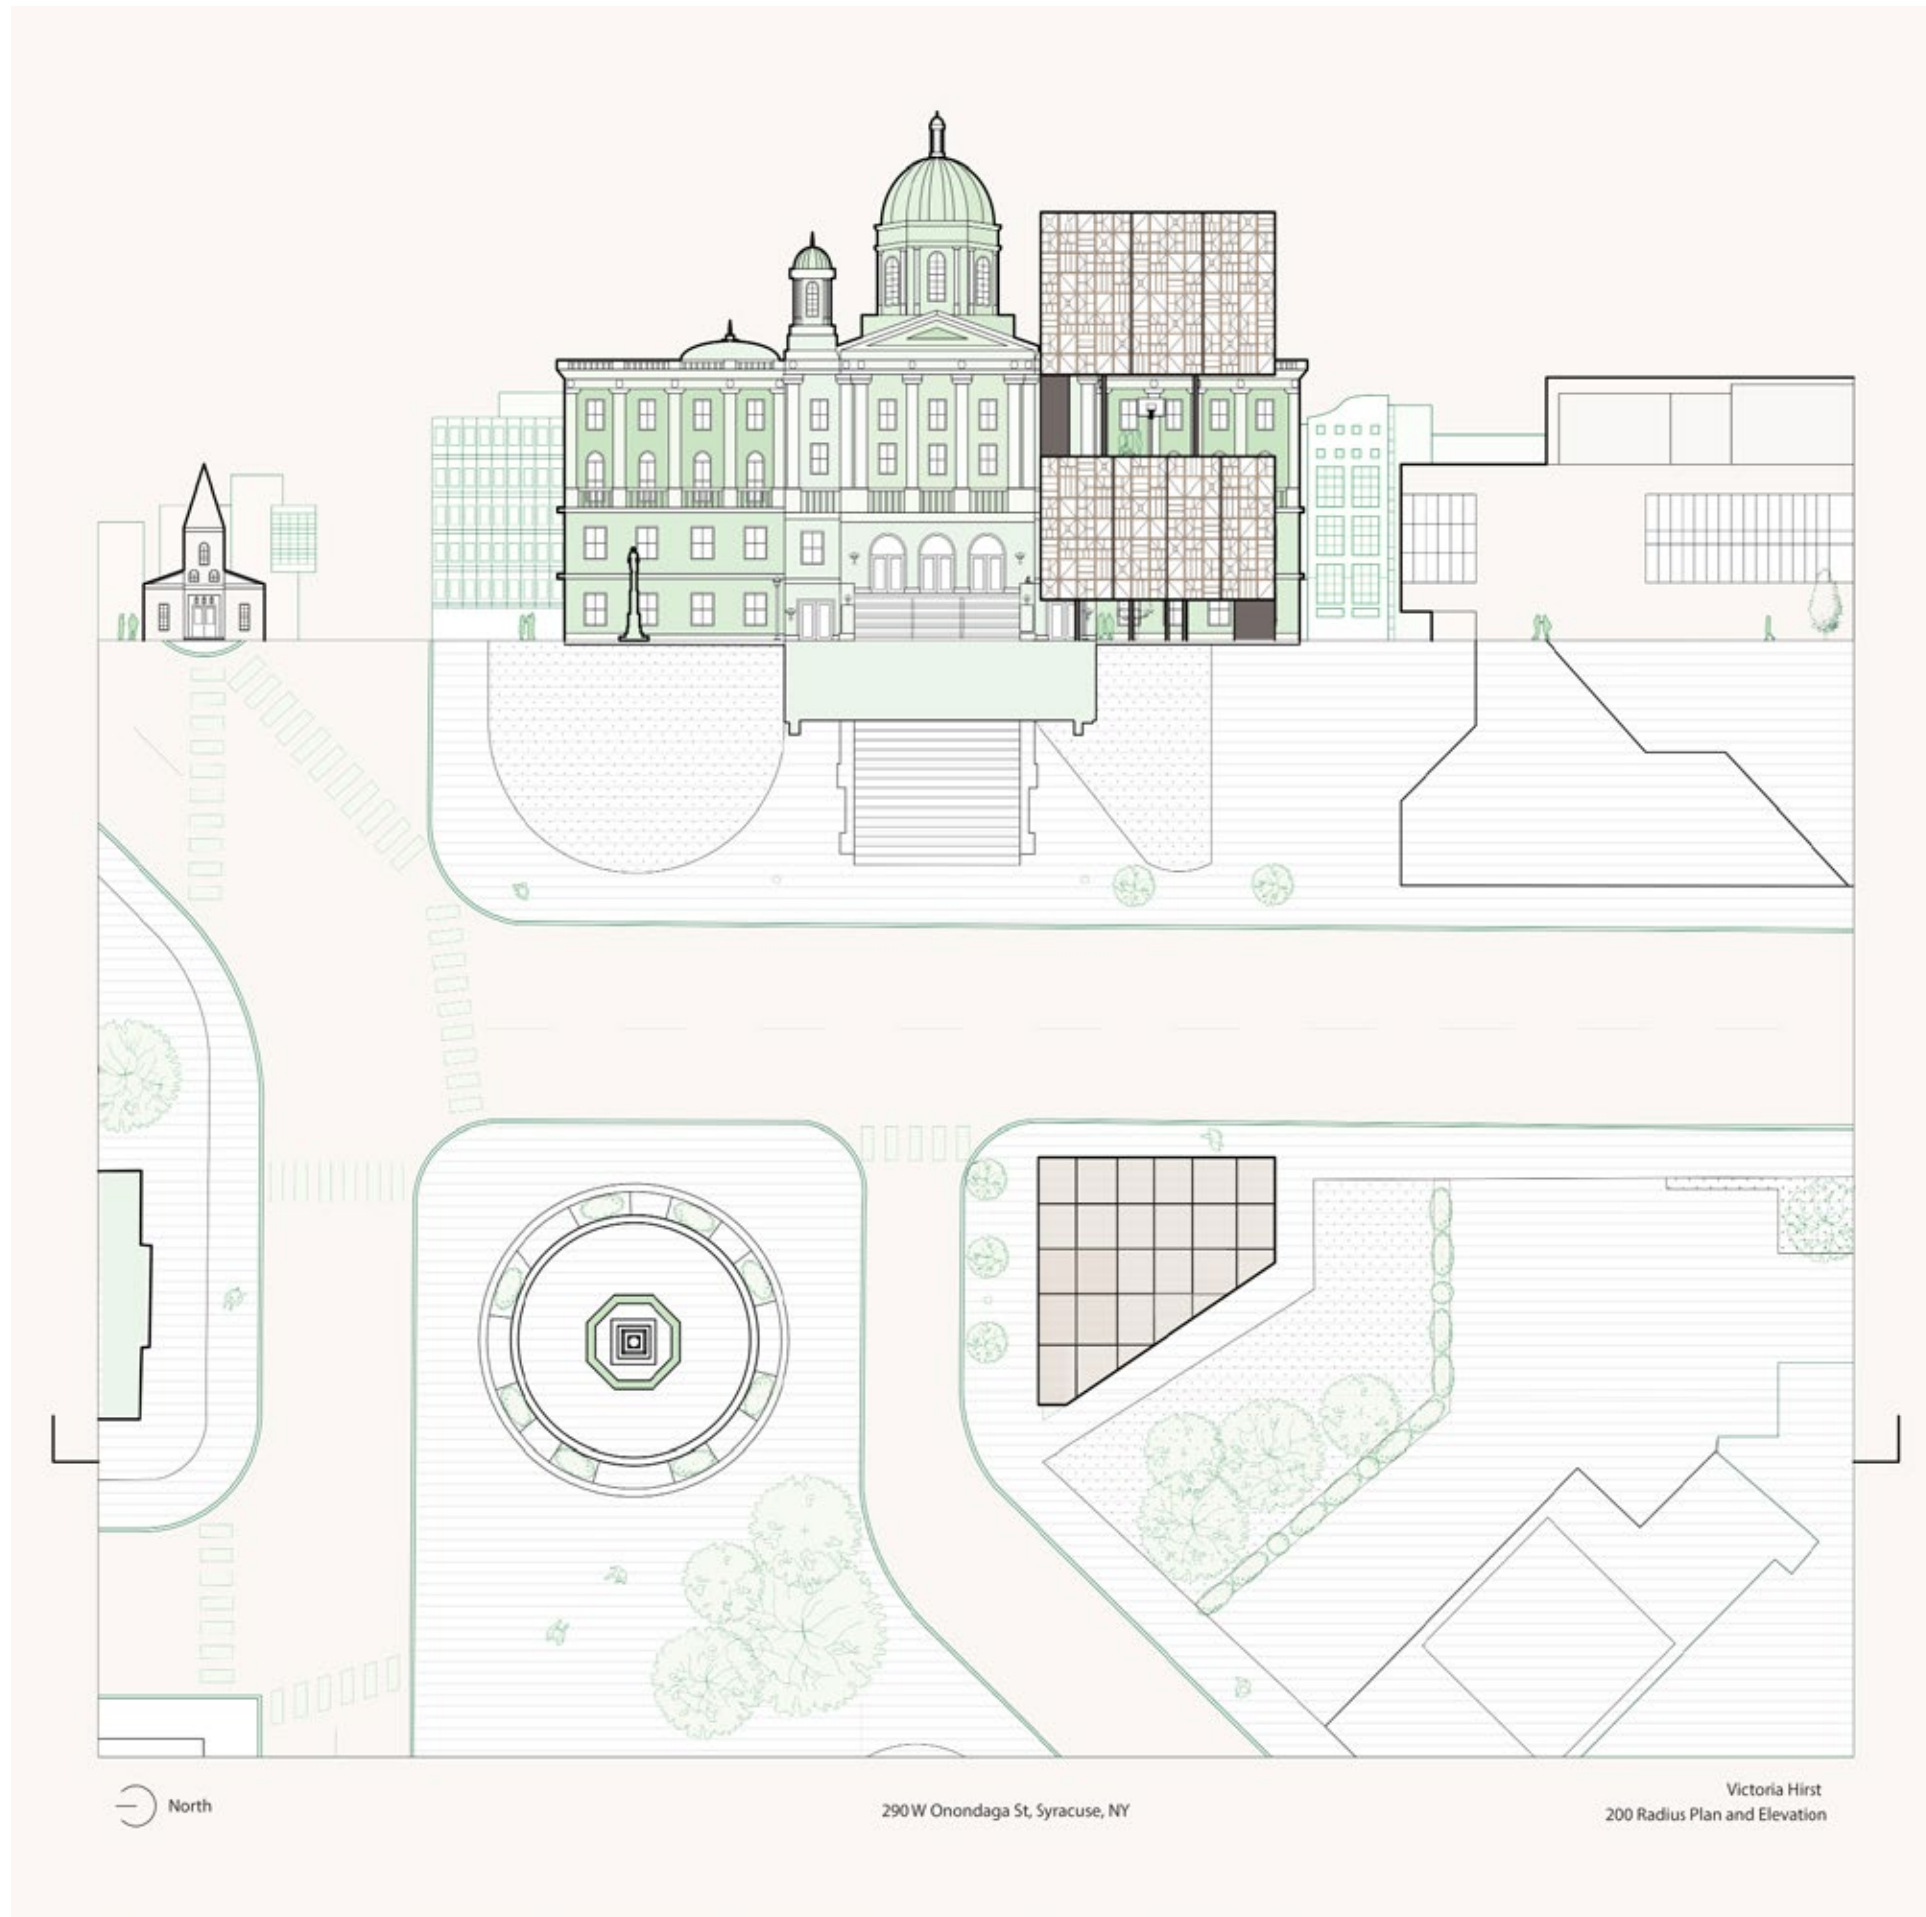 North
290 W Onondaga St, Syracuse, NY
Victoria Hirst
200 Radius Plan and Elevation